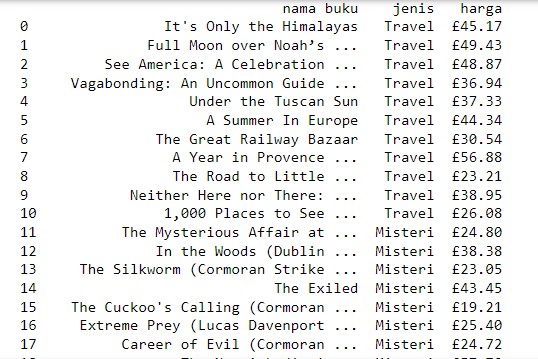 nama buku jenis harga
0 It's Only the Himalayas Travel £45.17
1 Full Moon over Noah’s ... Travel £49.43
2 See America: A Celebration ... Travel £48.87
3 Vagabonding: An Uncommon Guide ... Travel £36.94
4 Under the Tuscan Sun Travel £37.33
5 A Summer In Europe Travel £44.34
6 The Great Railway Bazaar Travel £30.54
7 A Year in Provence ... Travel £56.88
8 The Road to Little ... Travel £23.21
9 Neither Here nor There: ... Travel £38.95
10 1,000 Places to See ... Travel £26.08
11 The Mysterious Affair at ... Misteri £24.80
12 In the Woods (Dublin ... Misteri £38.38
13 The Silkworm (Cormoran Strike ... Misteri £23.05
14 The Exiled Misteri £43.45
15 The Cuckoo's Calling (Cormoran ... Misteri £19.21
16 Extreme Prey (Lucas Davenport ... Misteri £25.40
17 Career of Evil (Cormoran ... Misteri £24.72